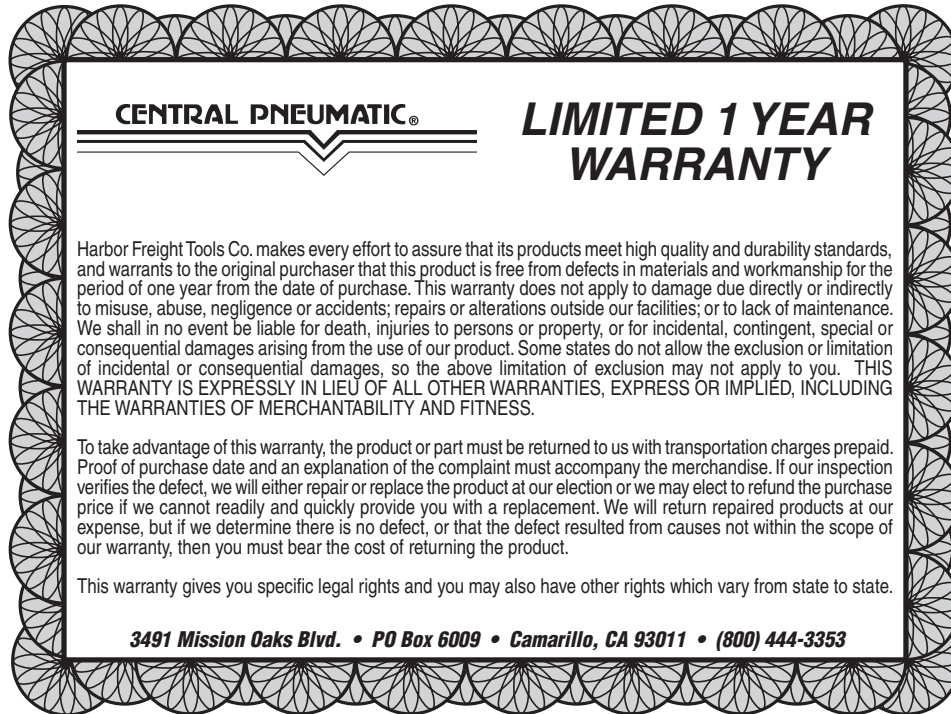 CENTRAL PNEUMATIC®
LIMITED 1 YEAR
WARRANTY
Harbor Freight Tools Co. makes every effort to assure that its products meet high quality and durability standards,
and warrants to the original purchaser that this product is free from defects in materials and workmanship for the
period of one year from the date of purchase. This warranty does not apply to damage due directly or indirectly
to misuse, abuse, negligence or accidents; repairs or alterations outside our facilities; or to lack of maintenance.
We shall in no event be liable for death, injuries to persons or property, or for incidental, contingent, special or
consequential damages arising from the use of our product. Some states do not allow the exclusion or limitation
of incidental or consequential damages, so the above limitation of exclusion may not apply to you. THIS
WARRANTY IS EXPRESSLY IN LIEU OF ALL OTHER WARRANTIES, EXPRESS OR IMPLIED, INCLUDING
THE WARRANTIES OF MERCHANTABILITY AND FITNESS.
To take advantage of this warranty, the product or part must be returned to us with transportation charges prepaid.
Proof of purchase date and an explanation of the complaint must accompany the merchandise. If our inspection
verifies the defect, we will either repair or replace the product at our election or we may elect to refund the purchase
price if we cannot readily and quickly provide you with a replacement. We will return repaired products at our
expense, but if we determine there is no defect, or that the defect resulted from causes not within the scope of
our warranty, then you must bear the cost of returning the product.
This warranty gives you specific legal rights and you may also have other rights which vary from state to state.
3491 Mission Oaks Blvd. • PO Box 6009 • Camarillo, CA 93011 • (800) 444-3353